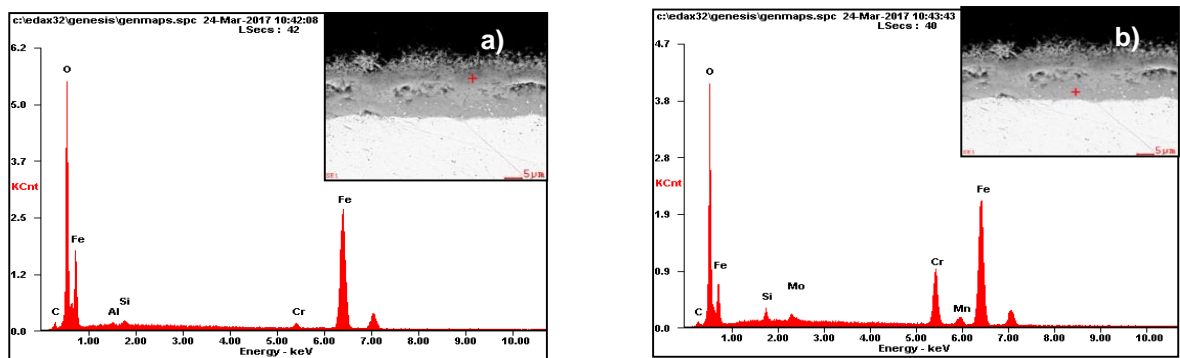 c:\edax32\genesis\genmaps.spc 24-Mar-2017 10:42:08
LSecs : 42
a)
6.2
5.0
3.7
KCnt
2.5
1.2
0.0
O
Fe
C
Al
Si
Cr
Fe
SE1
5µm
1.00 2.00 3.00 4.00 5.00 6.00 7.00 8.00 9.00 10.00
Energy - keV
c:\edax32\genesis\genmaps.spc 24-Mar-2017 10:43:43
LSecs : 40
b)
4.7
3.8
2.8
KCnt
1.9
0.9
0.0
O
Fe
C
Si
Mo
Cr
Mn
Fe
SE1
5µm
1.00 2.00 3.00 4.00 5.00 6.00 7.00 8.00 9.00 10.00
Energy - keV